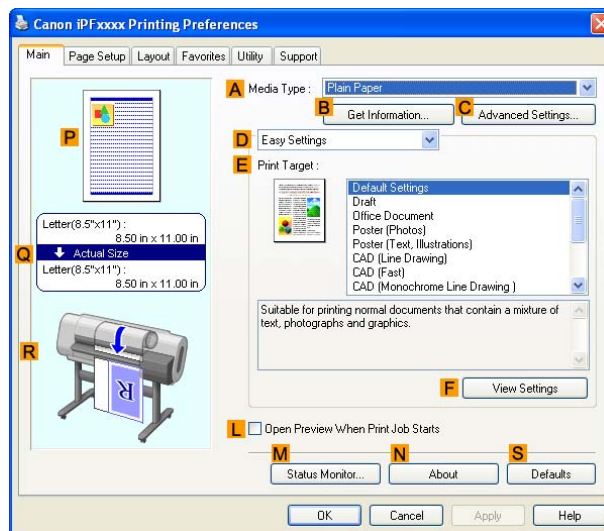 Canon iPFxxxx Printing Preferences
Main Page Setup Layout Favorites Utility Support
A Media Type : Plain Paper
B C
Get Information... Advanced Settings...
D Easy Settings
E Print Target :
Default Settings
Draft
Office Document
Poster (Photos)
Poster (Text, Illustrations)
CAD (Line Drawing)
CAD (Fast)
CAD (Monochrome Line Drawing )
Suitable for printing normal documents that contain a mixture of
text, photographs and graphics.
F View Settings
P
Letter(8.5"x11") :
8.50 in x 11.00 in
Q Actual Size
Letter(8.5"x11") :
8.50 in x 11.00 in
R
R
L Open Preview When Print Job Starts
M N S
Status Monitor... About Defaults
OK Cancel Apply Help